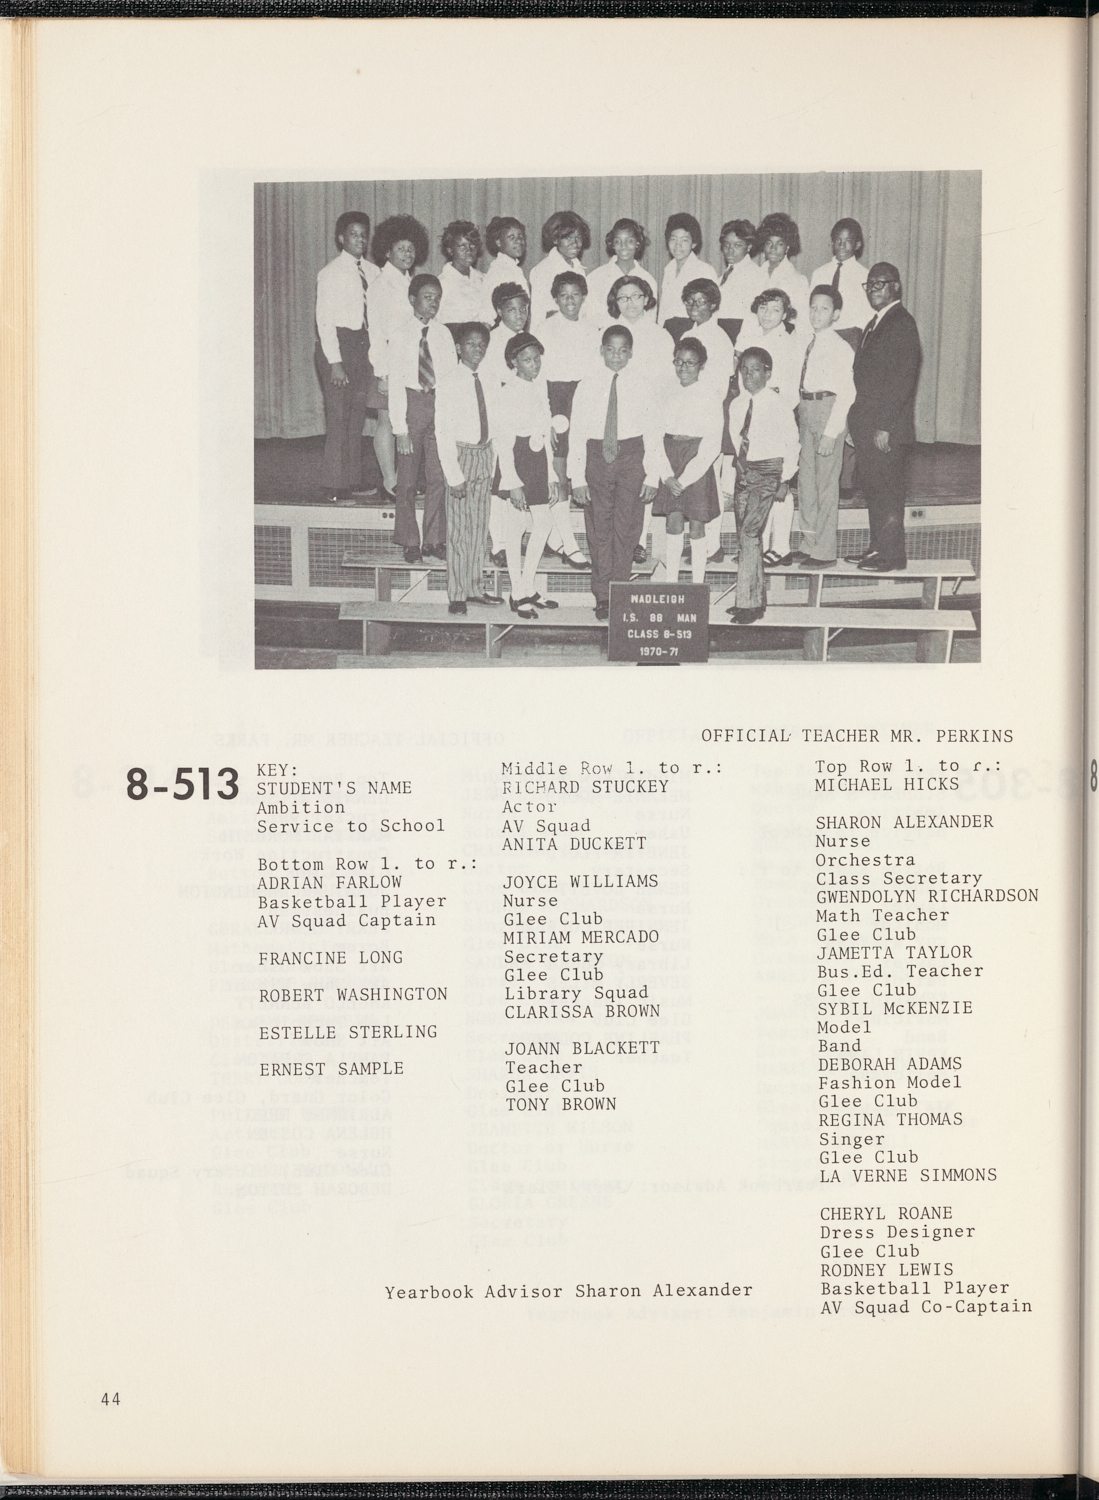 WADLEIGH
I.S. 88 MAN
CLASS 8-513
1970-71
OFFICIAL TEACHER MR. PERKINS
8-513
KEY:
STUDENT'S NAME
Ambition
Service to School
Bottom Row l. to r.:
ADRIAN FARLOW
Basketball Player
AV Squad Captain
FRANCINE LONG
ROBERT WASHINGTON
ESTELLE STERLING
ERNEST SAMPLE
Middle Row l. to r.:
RICHARD STUCKEY
Actor
AV Squad
ANITA DUCKETT
JOYCE WILLIAMS
Nurse
Glee Club
MIRIAM MERCADO
Secretary
Glee Club
Library Squad
CLARISSA BROWN
JOANN BLACKETT
Teacher
Glee Club
TONY BROWN
Top Row l. to r.:
MICHAEL HICKS
SHARON ALEXANDER
Nurse
Orchestra
Class Secretary
GWENDOLYN RICHARDSON
Math Teacher
Glee Club
JAMETTA TAYLOR
Bus.Ed. Teacher
Glee Club
SYBIL McKENZIE
Model
Band
DEBORAH ADAMS
Fashion Model
Glee Club
REGINA THOMAS
Singer
Glee Club
LA VERNE SIMMONS
CHERYL ROANE
Dress Designer
Glee Club
RODNEY LEWIS
Basketball Player
AV Squad Co-Captain
Yearbook Advisor Sharon Alexander
44